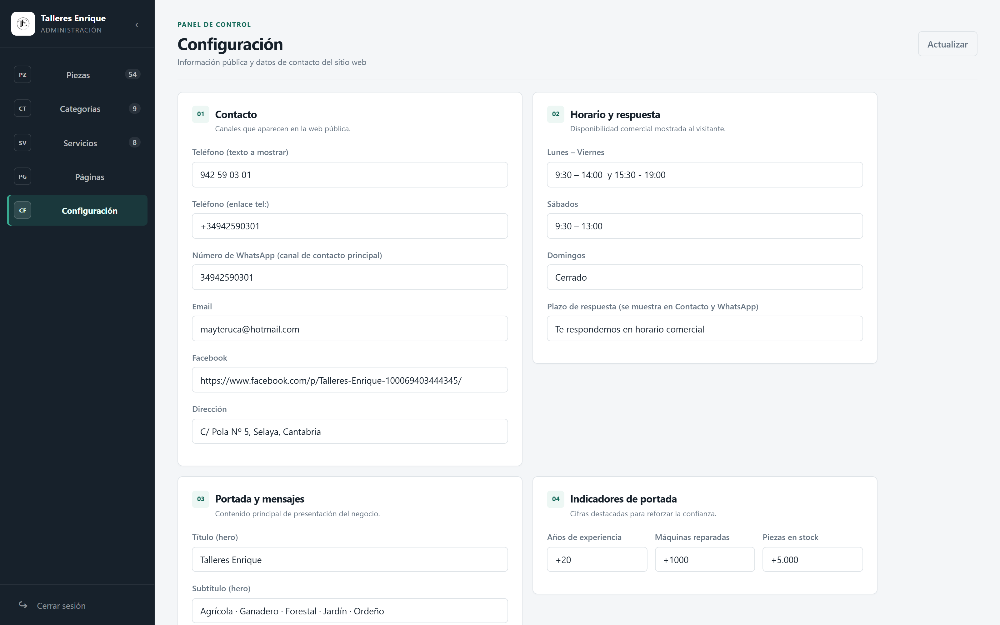 TE
Talleres Enrique
ADMINISTRACIÓN
PZ Piezas 54
CT Categorías 9
SV Servicios 8
PG Páginas
CF Configuración
Cerrar sesión
PANEL DE CONTROL
Configuración
Información pública y datos de contacto del sitio web
Actualizar
01 Contacto
Canales que aparecen en la web pública.
Teléfono (texto a mostrar)
942 59 03 01
Teléfono (enlace tel:)
+34942590301
Número de WhatsApp (canal de contacto principal)
34942590301
Email
mayteruca@hotmail.com
Facebook
https://www.facebook.com/p/Talleres-Enrique-100069403444345/
Dirección
C/ Pola Nº 5, Selaya, Cantabria
02 Horario y respuesta
Disponibilidad comercial mostrada al visitante.
Lunes – Viernes
9:30 – 14:00  y 15:30 - 19:00
Sábados
9:30 – 13:00
Domingos
Cerrado
Plazo de respuesta (se muestra en Contacto y WhatsApp)
Te respondemos en horario comercial
03 Portada y mensajes
Contenido principal de presentación del negocio.
Título (hero)
Talleres Enrique
Subtítulo (hero)
Agrícola · Ganadero · Forestal · Jardín · Ordeño
04 Indicadores de portada
Cifras destacadas para reforzar la confianza.
Años de experiencia Máquinas reparadas Piezas en stock
+20 +1000 +5.000